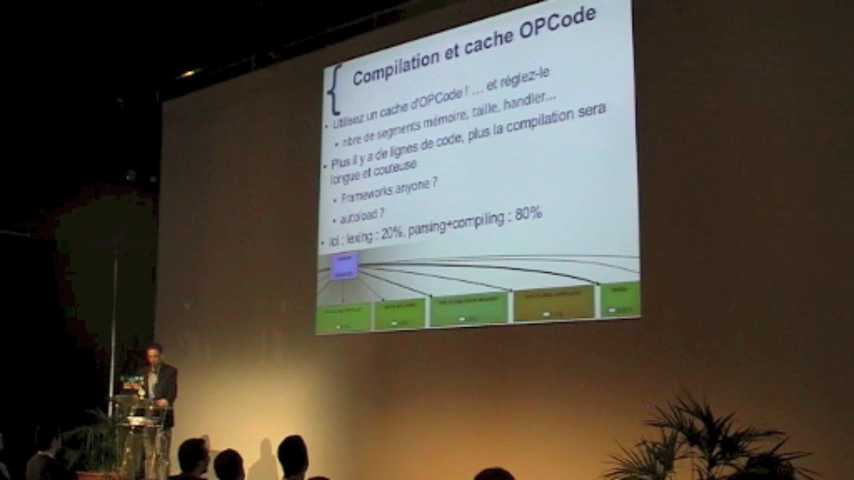 Compilation et cache OPCode
• Utilisez un cache d'OPCode ! ... et réglez-le
• nbre de segments mémoire, taille, handler...
• Plus il y a de lignes de code, plus la compilation sera
longue et couteuse
• Frameworks anyone ?
• autoload ?
• Ici : lexing : 20%, parsing+compiling : 80%